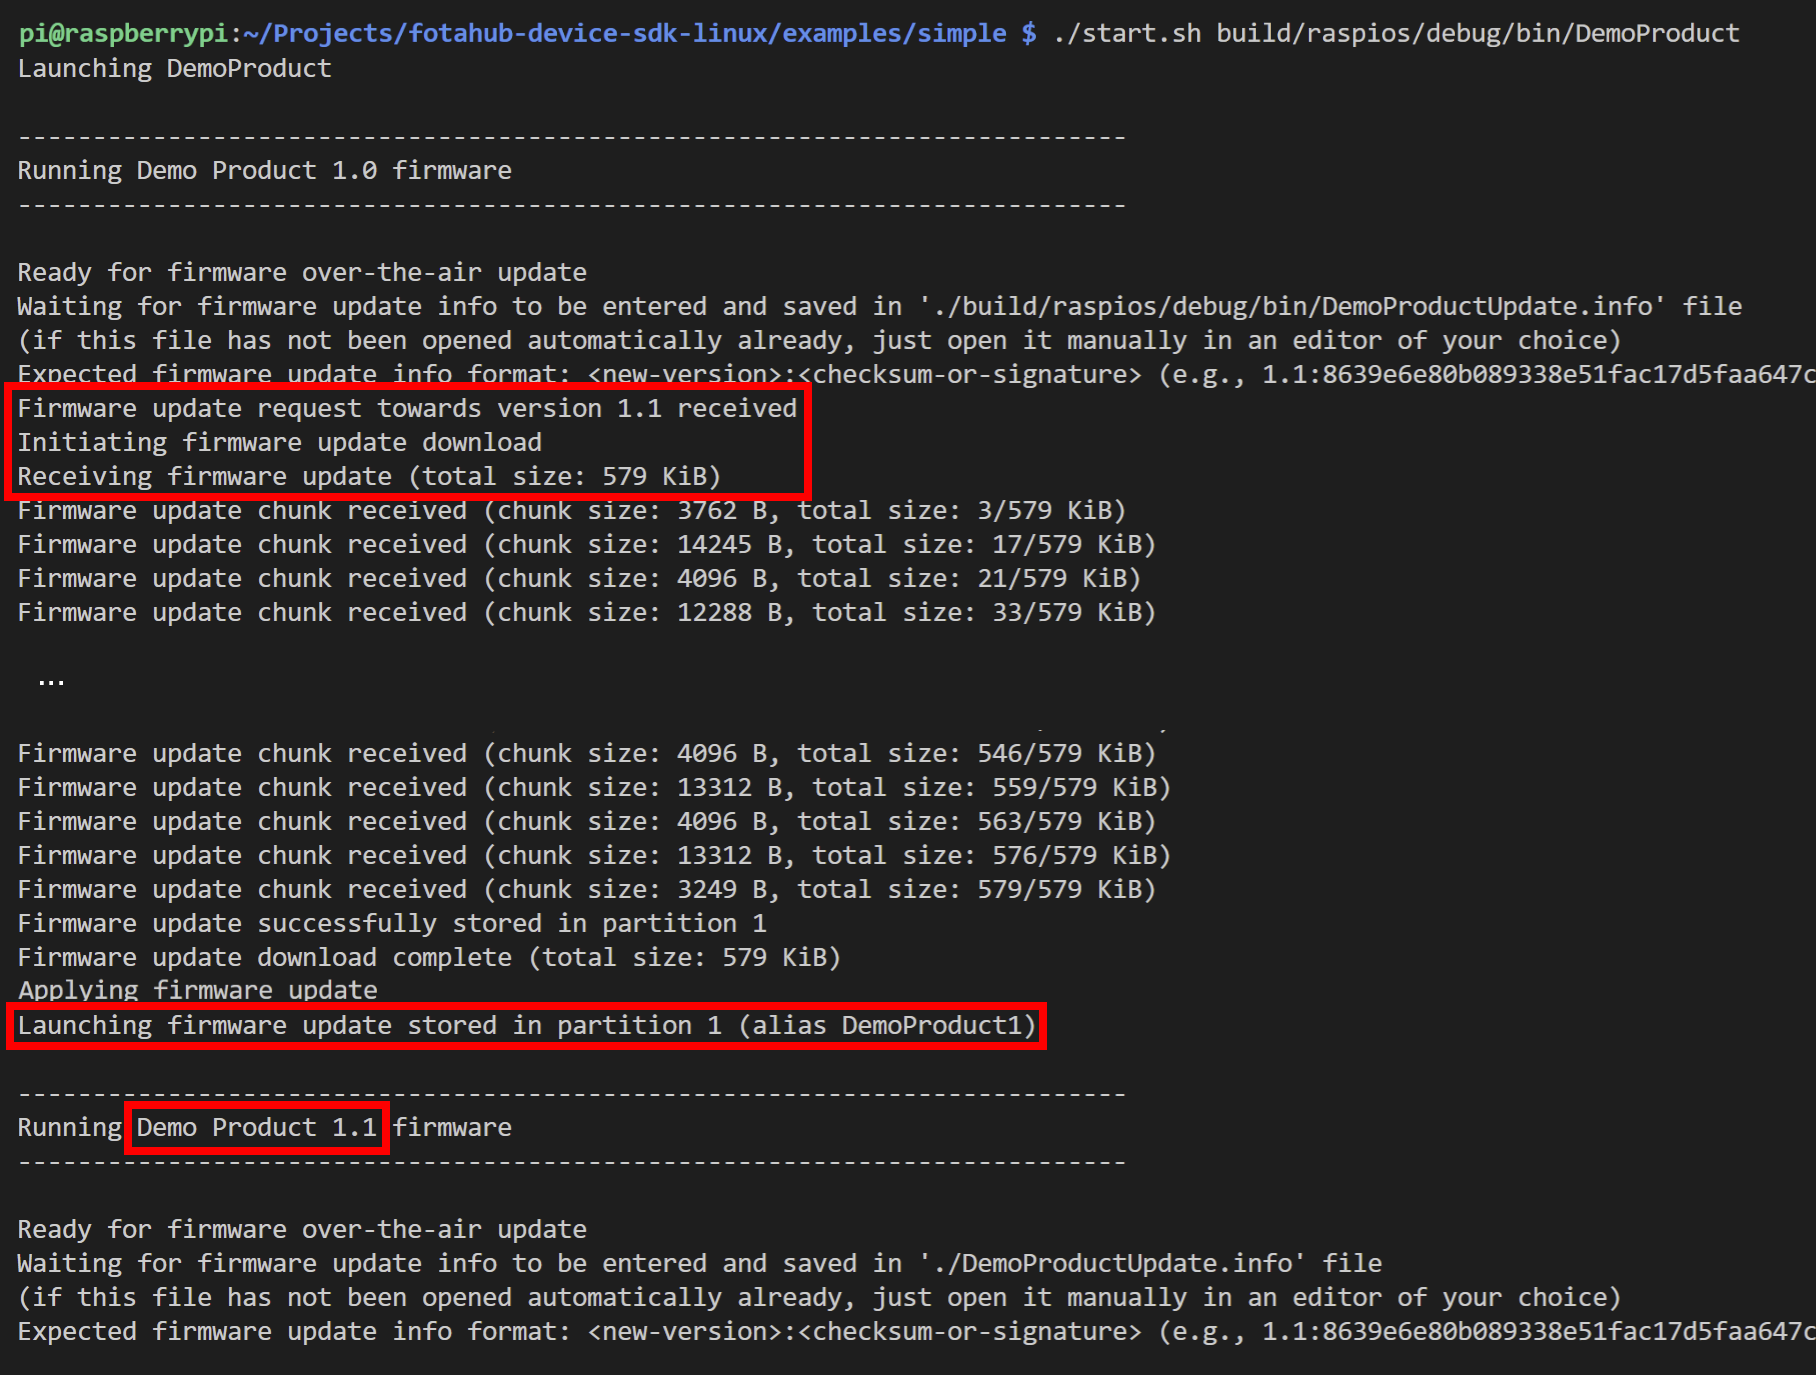 pi@raspberrypi:~/Projects/fotahub-device-sdk-linux/examples/simple $ ./start.sh build/raspios/debug/bin/DemoProduct
Launching DemoProduct
--------------------------------------------------------------------------
Running Demo Product 1.0 firmware
--------------------------------------------------------------------------
Ready for firmware over-the-air update
Waiting for firmware update info to be entered and saved in './build/raspios/debug/bin/DemoProductUpdate.info' file
(if this file has not been opened automatically already, just open it manually in an editor of your choice)
Expected firmware update info format: <new-version>:<checksum-or-signature> (e.g., 1.1:8639e6e80b089338e51fac17d5faa647c
Firmware update request towards version 1.1 received
Initiating firmware update download
Receiving firmware update (total size: 579 KiB)
Firmware update chunk received (chunk size: 3762 B, total size: 3/579 KiB)
Firmware update chunk received (chunk size: 14245 B, total size: 17/579 KiB)
Firmware update chunk received (chunk size: 4096 B, total size: 21/579 KiB)
Firmware update chunk received (chunk size: 12288 B, total size: 33/579 KiB)
...
Firmware update chunk received (chunk size: 4096 B, total size: 546/579 KiB)
Firmware update chunk received (chunk size: 13312 B, total size: 559/579 KiB)
Firmware update chunk received (chunk size: 4096 B, total size: 563/579 KiB)
Firmware update chunk received (chunk size: 13312 B, total size: 576/579 KiB)
Firmware update chunk received (chunk size: 3249 B, total size: 579/579 KiB)
Firmware update successfully stored in partition 1
Firmware update download complete (total size: 579 KiB)
Applying firmware update
Launching firmware update stored in partition 1 (alias DemoProduct1)
--------------------------------------------------------------------------
Running Demo Product 1.1 firmware
--------------------------------------------------------------------------
Ready for firmware over-the-air update
Waiting for firmware update info to be entered and saved in './DemoProductUpdate.info' file
(if this file has not been opened automatically already, just open it manually in an editor of your choice)
Expected firmware update info format: <new-version>:<checksum-or-signature> (e.g., 1.1:8639e6e80b089338e51fac17d5faa647c